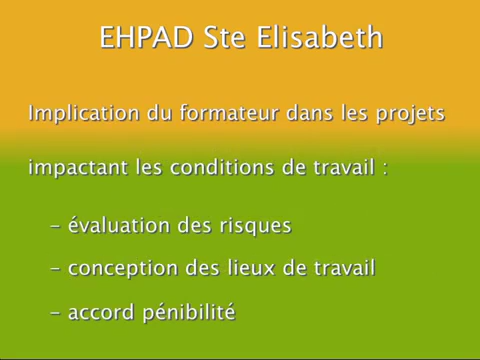 EHPAD Ste Elisabeth
Implication du formateur dans les projets
impactant les conditions de travail :
- évaluation des risques
- conception des lieux de travail
- accord pénibilité